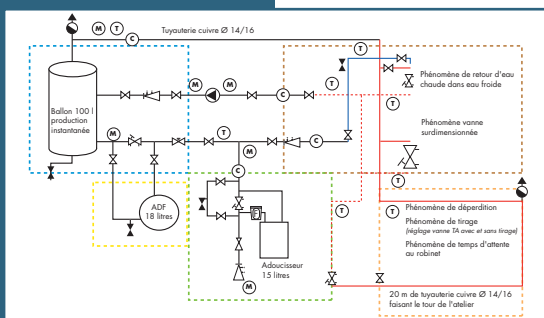 M T C
Tuyauterie cuivre Ø 14/16
Ballon 100 l
production
instantanée
M M C T
T
Phénomène de retour d'eau
chaude dans eau froide
M T C
M
Phénomène vanne
surdimensionnée
C
T
ADF
18 litres
T
E
T
Phénomène de déperdition
Phénomène de tirage
(réglage vanne TA avec et sans tirage)
Phénomène de temps d'attente
au robinet
Adoucisseur
15 litres
M
20 m de tuyauterie cuivre Ø 14/16
faisant le tour de l'atelier